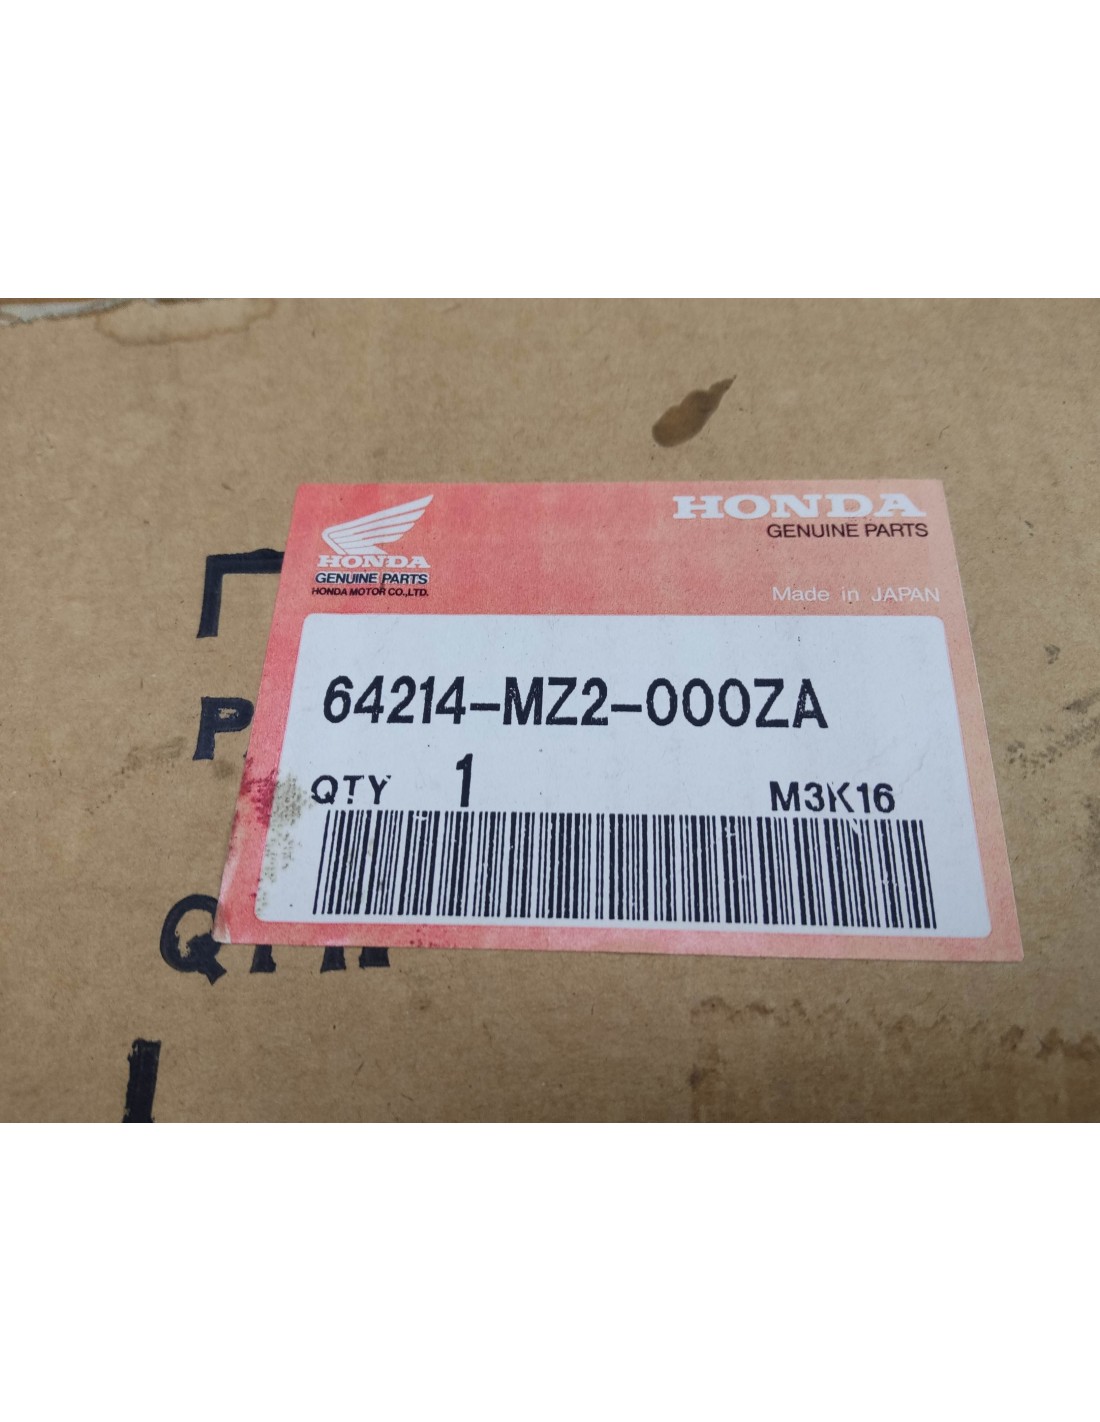 HONDA
GENUINE PARTS
HONDA MOTOR CO.,LTD.
HONDA
GENUINE PARTS
Made in JAPAN
64214-MZ2-000ZA
QTY 1 M3K16